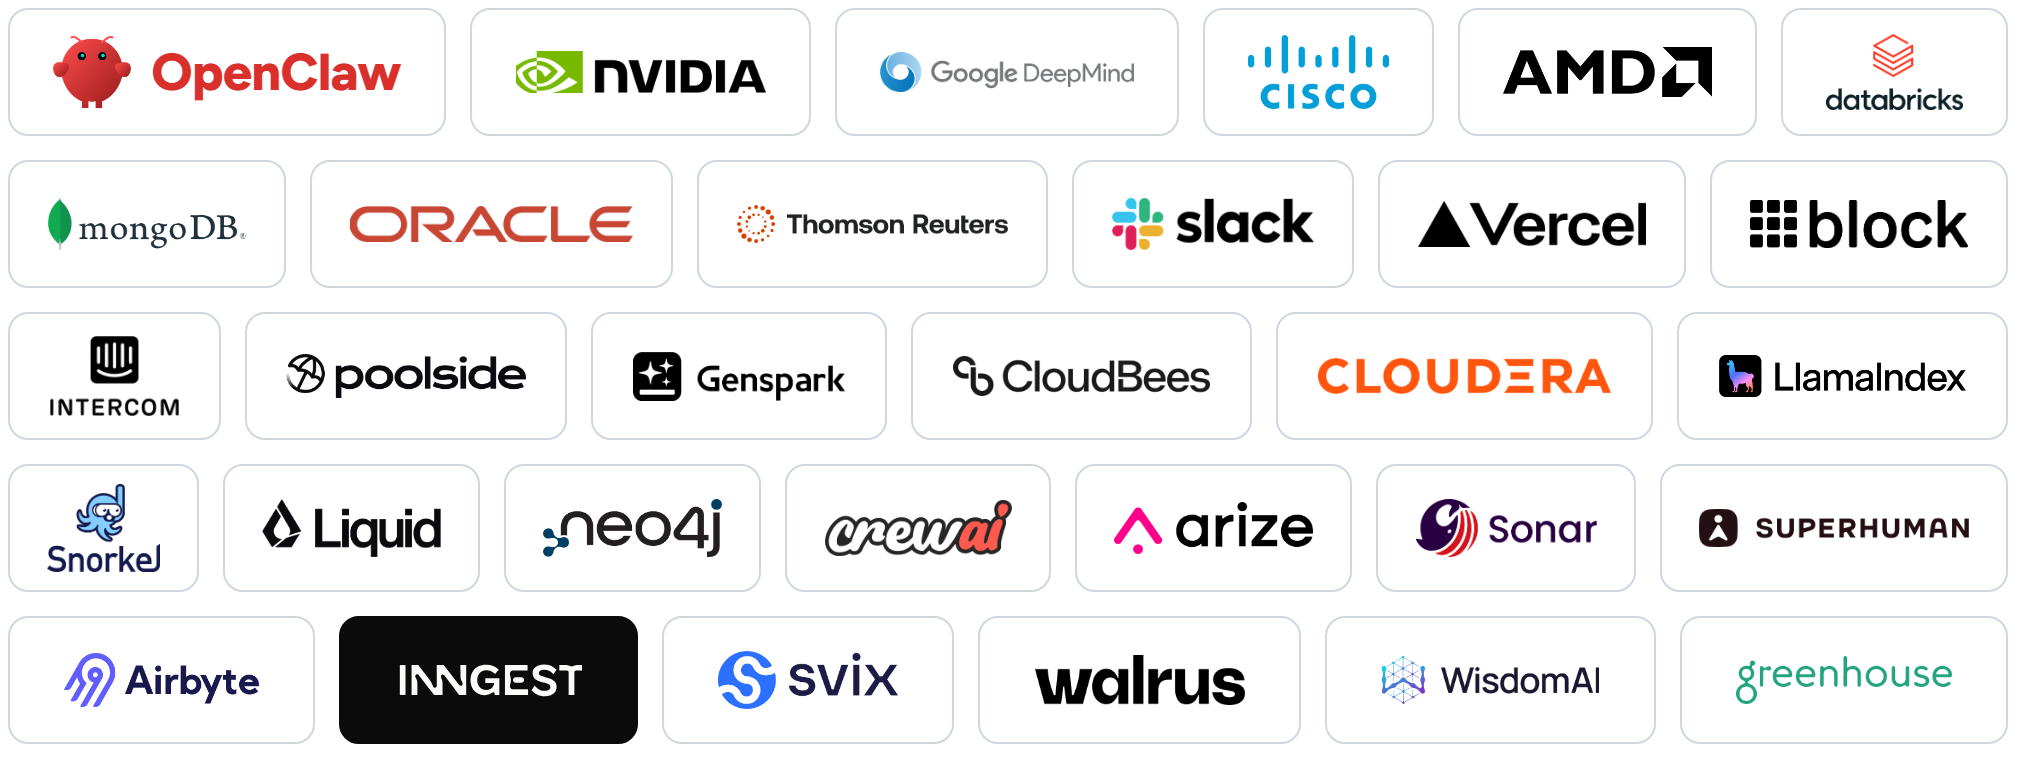 OpenClaw
NVIDIA
Google DeepMind
CISCO
AMD
databricks
mongoDB®
ORACLE
Thomson Reuters
slack
Vercel
block
INTERCOM
poolside
Genspark
CloudBees
CLOUDERA
LlamaIndex
Snorkel
Liquid
neo4j
crewai
arize
Sonar
SUPERHUMAN
Airbyte
INNGEST
svix
walrus
WisdomAI
greenhouse